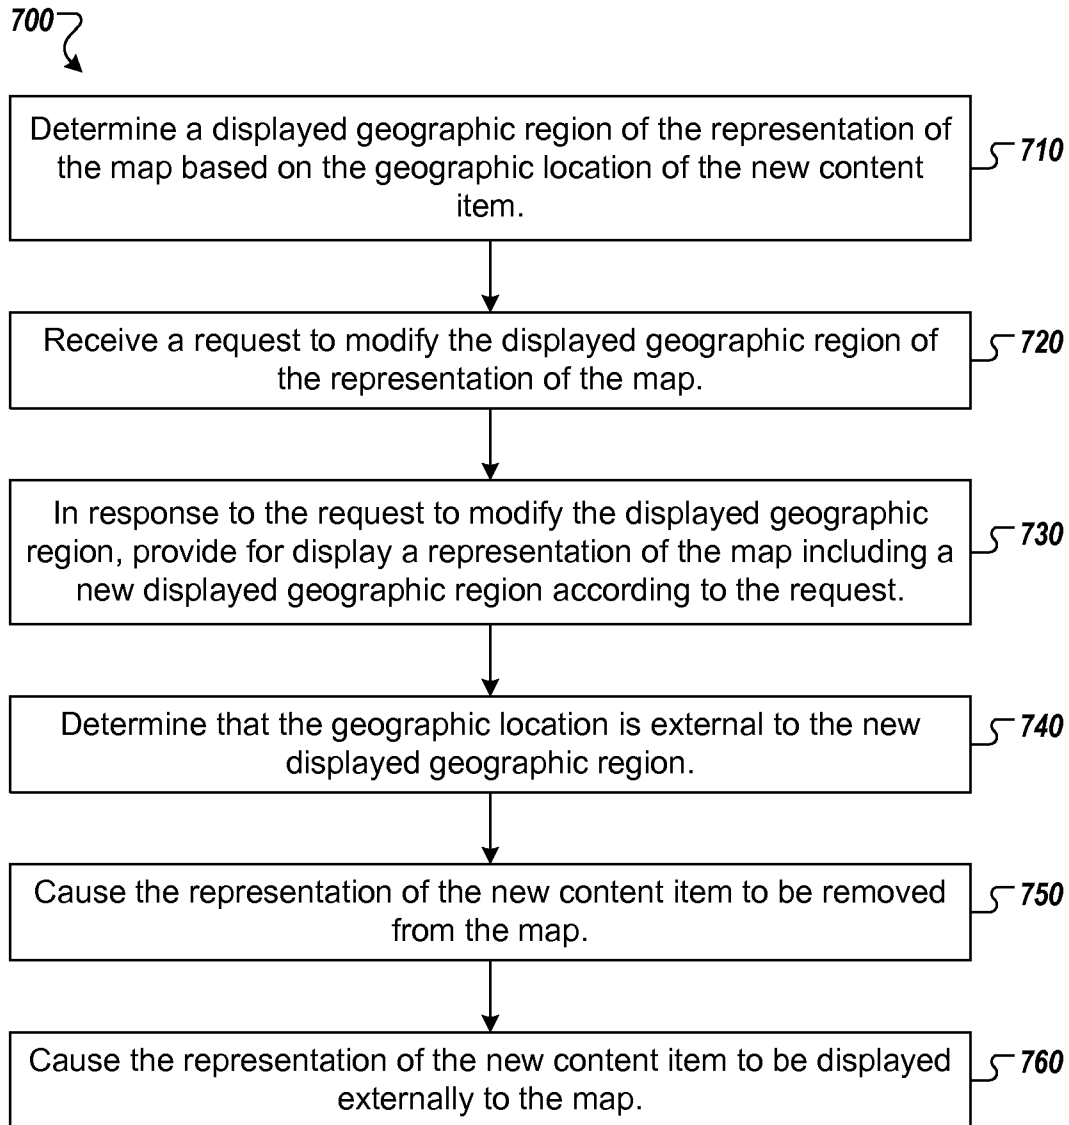 700
Determine a displayed geographic region of the representation of
the map based on the geographic location of the new content
item.
710
Receive a request to modify the displayed geographic region of
the representation of the map.
720
In response to the request to modify the displayed geographic
region, provide for display a representation of the map including a
new displayed geographic region according to the request.
730
Determine that the geographic location is external to the new
displayed geographic region.
740
Cause the representation of the new content item to be removed
from the map.
750
Cause the representation of the new content item to be displayed
externally to the map.
760